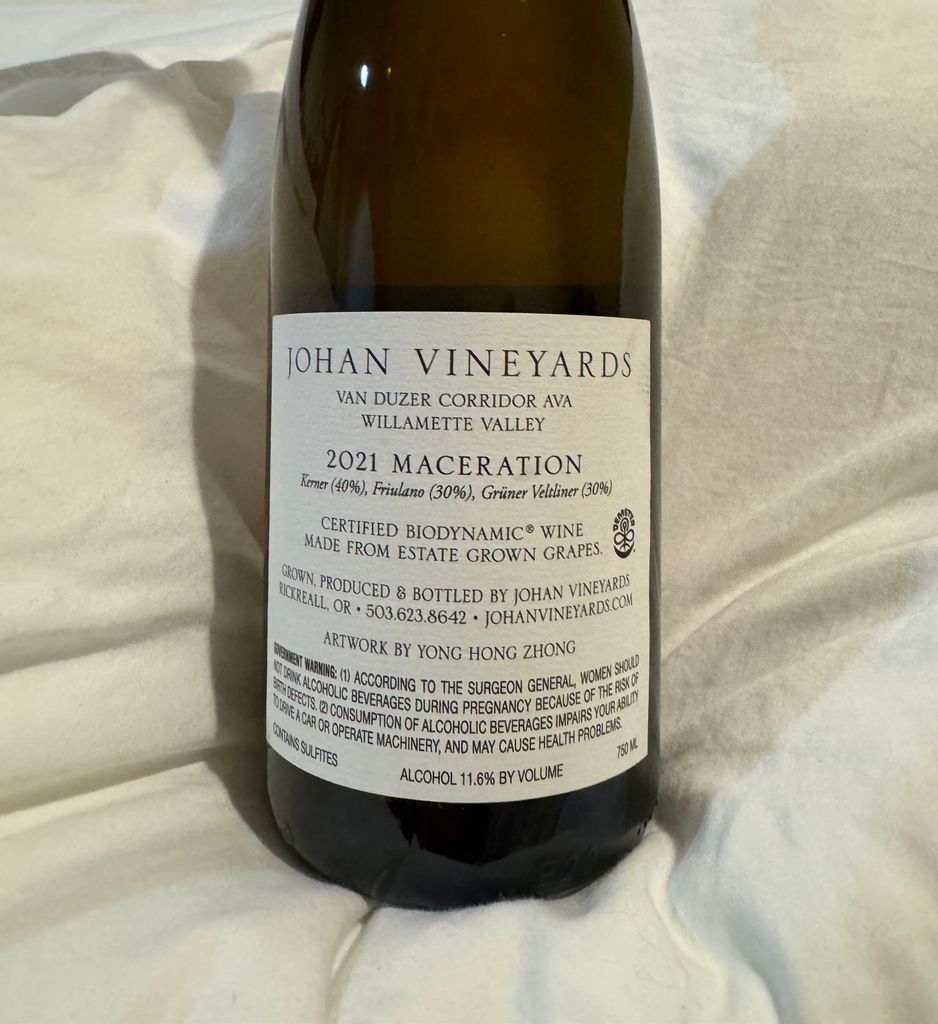 JOHAN VINEYARDS
VAN DUZER CORRIDOR AVA
WILLAMETTE VALLEY
2021 MACERATION
Kerner (40%), Friulano (30%), Grüner Veltliner (30%)
CERTIFIED BIODYNAMIC® WINE
MADE FROM ESTATE GROWN GRAPES.
DEMETER
GROWN, PRODUCED & BOTTLED BY JOHAN VINEYARDS
RICKREALL, OR • 503.623.8642 • JOHANVINEYARDS.COM
ARTWORK BY YONG HONG ZHONG
GOVERNMENT WARNING: (1) ACCORDING TO THE SURGEON GENERAL, WOMEN SHOULD
NOT DRINK ALCOHOLIC BEVERAGES DURING PREGNANCY BECAUSE OF THE RISK OF
BIRTH DEFECTS. (2) CONSUMPTION OF ALCOHOLIC BEVERAGES IMPAIRS YOUR ABILITY
TO DRIVE A CAR OR OPERATE MACHINERY, AND MAY CAUSE HEALTH PROBLEMS.
CONTAINS SULFITES
750 ML
ALCOHOL 11.6% BY VOLUME